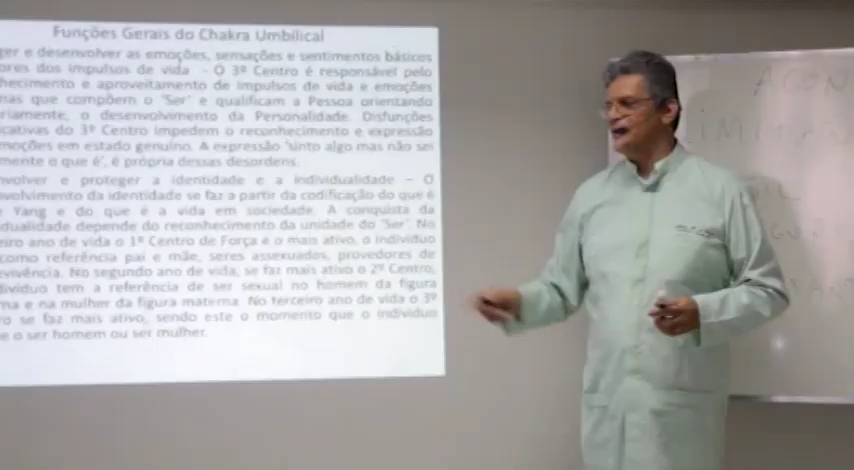 Funções Gerais do Chakra Umbilical
ger e desenvolver as emoções, sensações e sentimentos básicos
ores dos impulsos de vida - O 3º Centro é responsável pelo
hecimento e aproveitamento de impulsos de vida e emoções
mas que compõem o 'Ser' e qualificam a Pessoa orientando
riamente, o desenvolvimento da Personalidade. Disfunções
icativas do 3º Centro impedem o reconhecimento e expressão
moções em estado genuíno. A expressão 'sinto algo mas não sei
mente o que é', é própria dessas desordens.
nvolver e proteger a identidade e a individualidade – O
nvolvimento da identidade se faz a partir da codificação do que é
e Yang e do que é a vida em sociedade. A conquista da
dualidade depende do reconhecimento da unidade do 'Ser'. No
eiro ano de vida o 1º Centro de Força é o mais ativo, o indivíduo
como referência pai e mãe, seres assexuados, provedores de
vivência. No segundo ano de vida, se faz mais ativo o 2º Centro,
divíduo tem a referência de ser sexual no homem da figura
rna e na mulher da figura materna. No terceiro ano de vida o 3º
ro se faz mais ativo, sendo este o momento que o indivíduo
e o ser homem ou ser mulher.
ACON